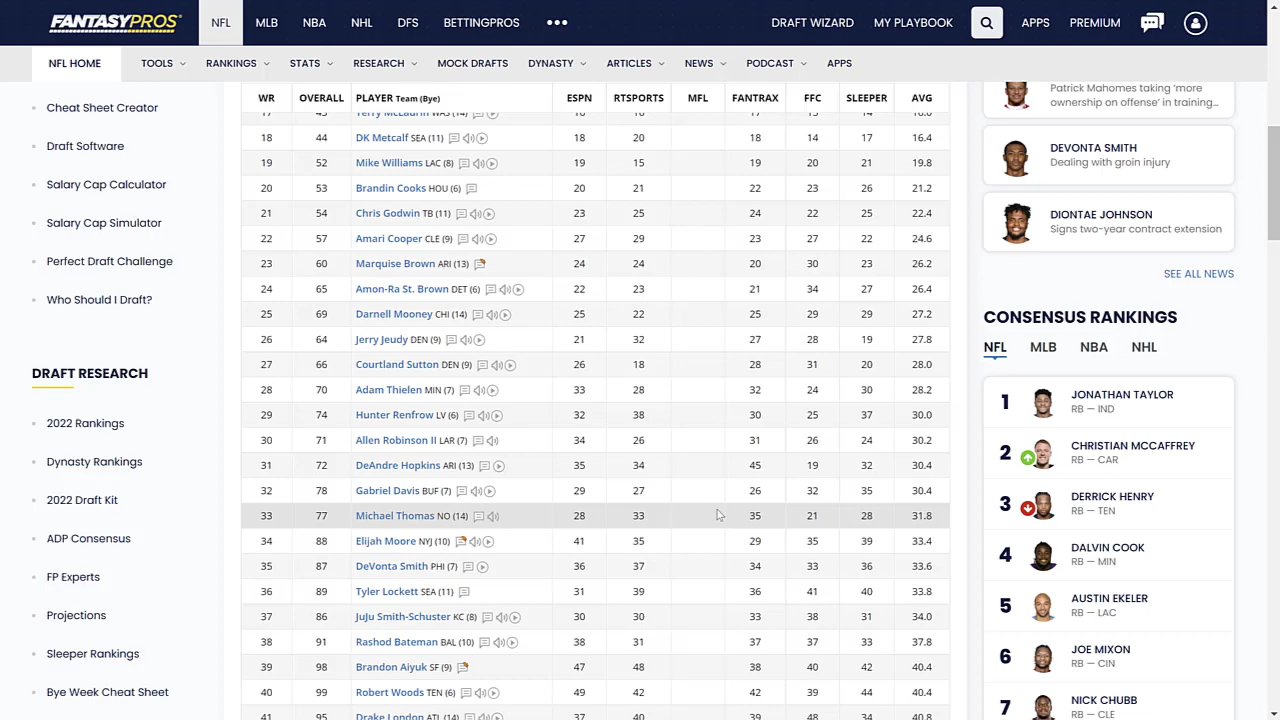 FANTASYPROS
NFL MLB NBA NHL DFS BETTINGPROS ••• DRAFT WIZARD MY PLAYBOOK APPS PREMIUM
NFL HOME TOOLS RANKINGS STATS RESEARCH MOCK DRAFTS DYNASTY ARTICLES NEWS PODCAST APPS
Cheat Sheet Creator
Draft Software
Salary Cap Calculator
Salary Cap Simulator
Perfect Draft Challenge
Who Should I Draft?
DRAFT RESEARCH
2022 Rankings
Dynasty Rankings
2022 Draft Kit
ADP Consensus
FP Experts
Projections
Sleeper Rankings
Bye Week Cheat Sheet
WR OVERALL PLAYER Team (Bye) ESPN RTSPORTS MFL FANTRAX FFC SLEEPER AVG
Terry McLaurin WAS (14)
18 44 DK Metcalf SEA (11) 18 20 18 14 17 16.4
19 52 Mike Williams LAC (8) 19 15 19 20 21 19.8
20 53 Brandin Cooks HOU (6) 20 21 22 23 26 21.2
21 54 Chris Godwin TB (11) 23 25 24 22 25 22.4
22 57 Amari Cooper CLE (9) 27 29 23 27 22 24.6
23 Marquise Brown ARI (13) 24 24 20 26.2
24 65 Amon-Ra St. Brown DET (6) 22 23 21 34 27 26.4
25 69 Darnell Mooney CHI (14) 25 22 25 28 29 27.2
26 64 Jerry Jeudy DEN (9) 21 32 27 19 27.8
27 66 Courtland Sutton DEN (9) 26 18 28 31 20 28.0
28 70 Adam Thielen MIN (7) 33 28 24 30 28.2
29 74 Hunter Renfrow LV (6) 32 38 30 25 37 30.0
30 71 Allen Robinson II LAR (7) 34 26 31 26 24 30.2
31 DeAndre Hopkins ARI (13) 35 34 19 32
32 78 Gabriel Davis BUF (7) 29 27 26 32 35 30.4
33 Michael Thomas NO (14) 28 33 21 28 31.8
34 88 Elijah Moore NYJ (10) 41 35 39 33.4
35 87 DeVonta Smith PHI (7) 36 37 34 35 36 33.6
36 89 Tyler Lockett SEA (11) 31 39 36 41 40 33.8
37 86 JuJu Smith-Schuster KC (8) 30 30 38 31 34.0
38 91 Rashod Bateman BAL (10) 38 31 37 37 38 37.8
39 98 Brandon Aiyuk SF (9) 47 48 38 40 42 40.4
40 99 Robert Woods TEN (6) 49 42 44 40.4
41 95 Drake London ATL (14) 40 34
Patrick Mahomes taking ‘more
ownership on offense’ in training...
DEVONTA SMITH
Dealing with groin injury
DIONTAE JOHNSON
Signs two-year contract extension
SEE ALL NEWS
CONSENSUS RANKINGS
NFL MLB NBA NHL
1 JONATHAN TAYLOR
RB — IND
2 CHRISTIAN MCCAFFREY
RB — CAR
3 DERRICK HENRY
RB — TEN
4 DALVIN COOK
RB — MIN
5 AUSTIN EKELER
RB — LAC
6 JOE MIXON
RB — CIN
7 NICK CHUBB
RB — CLE